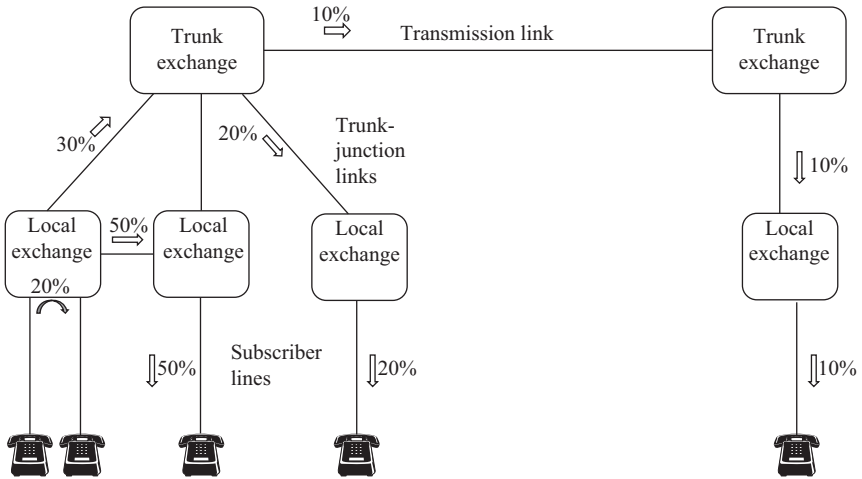 10%
Trunk
exchange
Transmission link
Trunk
exchange
30%
20%
Trunk-
junction
links
10%
Local
exchange
50%
Local
exchange
Local
exchange
Local
exchange
20%
50%
Subscriber
lines
20%
10%